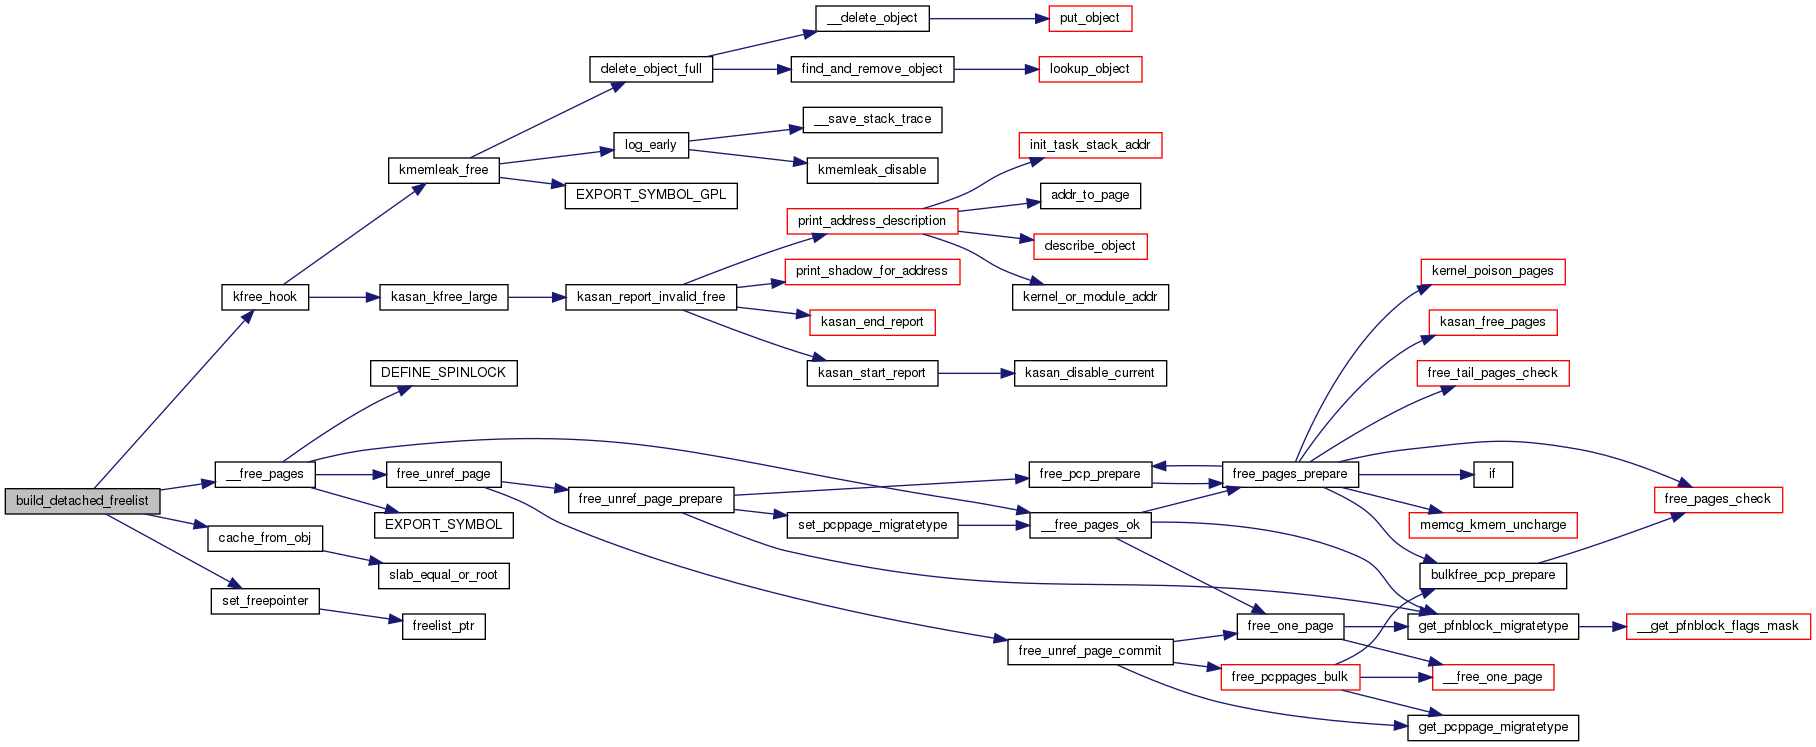 __delete_object
put_object
delete_object_full
find_and_remove_object
lookup_object
__save_stack_trace
log_early
init_task_stack_addr
kmemleak_free
kmemleak_disable
EXPORT_SYMBOL_GPL
addr_to_page
print_address_description
describe_object
print_shadow_for_address
kernel_poison_pages
kfree_hook
kasan_kfree_large
kasan_report_invalid_free
kernel_or_module_addr
kasan_end_report
kasan_free_pages
DEFINE_SPINLOCK
kasan_start_report
kasan_disable_current
free_tail_pages_check
__free_pages
free_unref_page
free_pcp_prepare
free_pages_prepare
if
build_detached_freelist
free_unref_page_prepare
free_pages_check
EXPORT_SYMBOL
set_pcppage_migratetype
__free_pages_ok
memcg_kmem_uncharge
cache_from_obj
slab_equal_or_root
bulkfree_pcp_prepare
set_freepointer
freelist_ptr
free_one_page
get_pfnblock_migratetype
__get_pfnblock_flags_mask
free_unref_page_commit
free_pcppages_bulk
__free_one_page
get_pcppage_migratetype